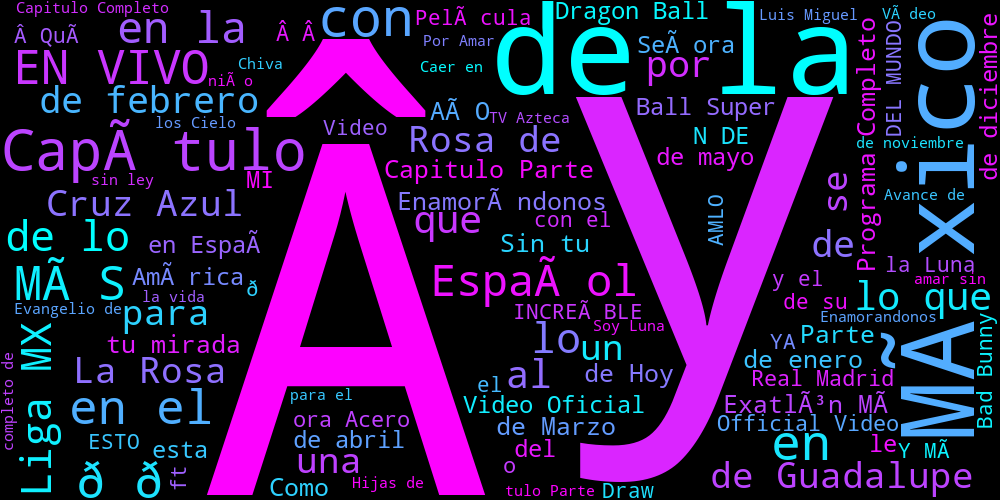 Capitulo Completo
Â QuÃ
en la
Â Â
con
PelÃ cula
Dragon Ball
de la
Luis Miguel
VÃ deo
EN VIVO
niÃ o
Chiva
Por Amar
Caer en
SeÃ ora
por
Completo
DEL MUNDO
xico
de diciembre
de febrero
los Cielo
Video
AÃ O
TV Azteca
Ball Super
N DE
de noviembre
CapÃ tulo
Rosa de
de mayo
sin ley
MI
Capitulo Parte
Â
y
se
Programa
Avance de
Cruz Azul
EnamorÃ ndonos
que
con el
AMLO
de lo
en EspaÃ
Sin tu
de
la Luna
MÃ S
AmÃ rica
ð
EspaÃ ol
y el
amar sin
la vida
de su
lo que
Evangelio de
para
INCREÃ BLE
Soy Luna
Enamorandonos
Liga MX
tu mirada
lo
un
YA
Parte
MÃ
Bad Bunny
completo de
La Rosa
el
al
de Hoy
de enero
Real Madrid
en el
para el
Video Oficial
ExatlÃ³n MÃ
ora Acero
de Marzo
Official Video
ESTO
esta
de abril
del
en
le
Y MÃ
ð ð
ft
una
o
de Guadalupe
Como
Hijas de
tulo Parte
Draw